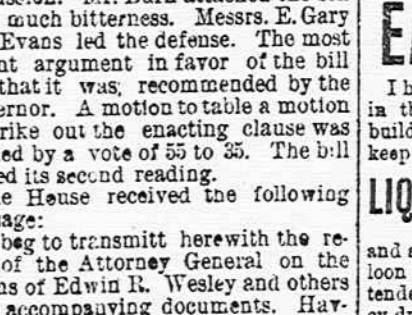 much bitterness. Messrs. E. Gary
Evans led the defense. The most
nt argument in favor of the bill
that it was; recommended by the
ernor. A motion to table a motion
rike out the enacting clause was
ed by a vote of 55 to 35. The bill
ed its second reading.
e House received the following
age:
beg to transmitt herewith the re-
of the Attorney General on the
ns of Edwin R. Wesley and others
accompanying documents. Hav-
I b
in th
build
keep
LIQ
and s
loon
tende